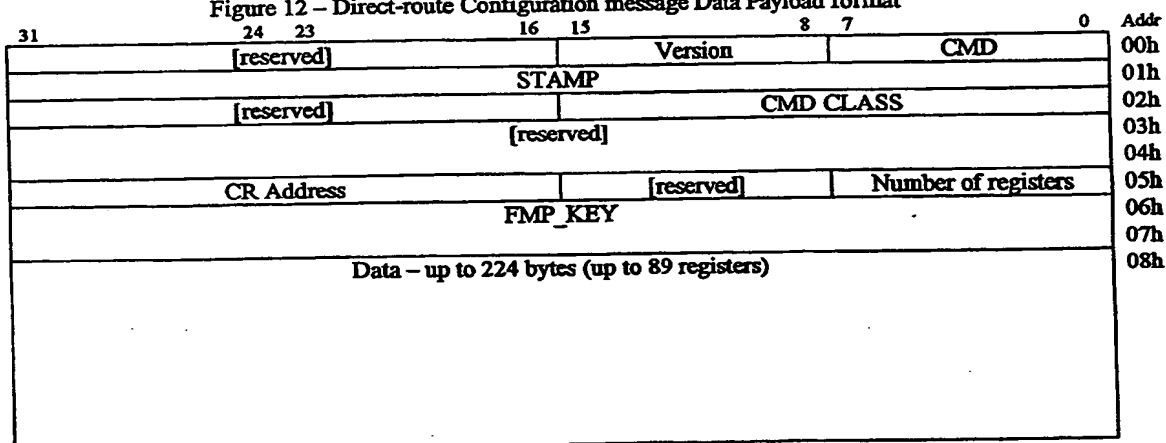 Figure 12 – Direct-route Configuration message Data Payload format
31 24 23 16 15 8 7 0 Addr
[reserved] Version CMD 00h
STAMP 01h
[reserved] CMD CLASS 02h
[reserved] 03h
04h
CR Address [reserved] Number of registers 05h
FMP_KEY 06h
07h
Data – up to 224 bytes (up to 89 registers) 08h